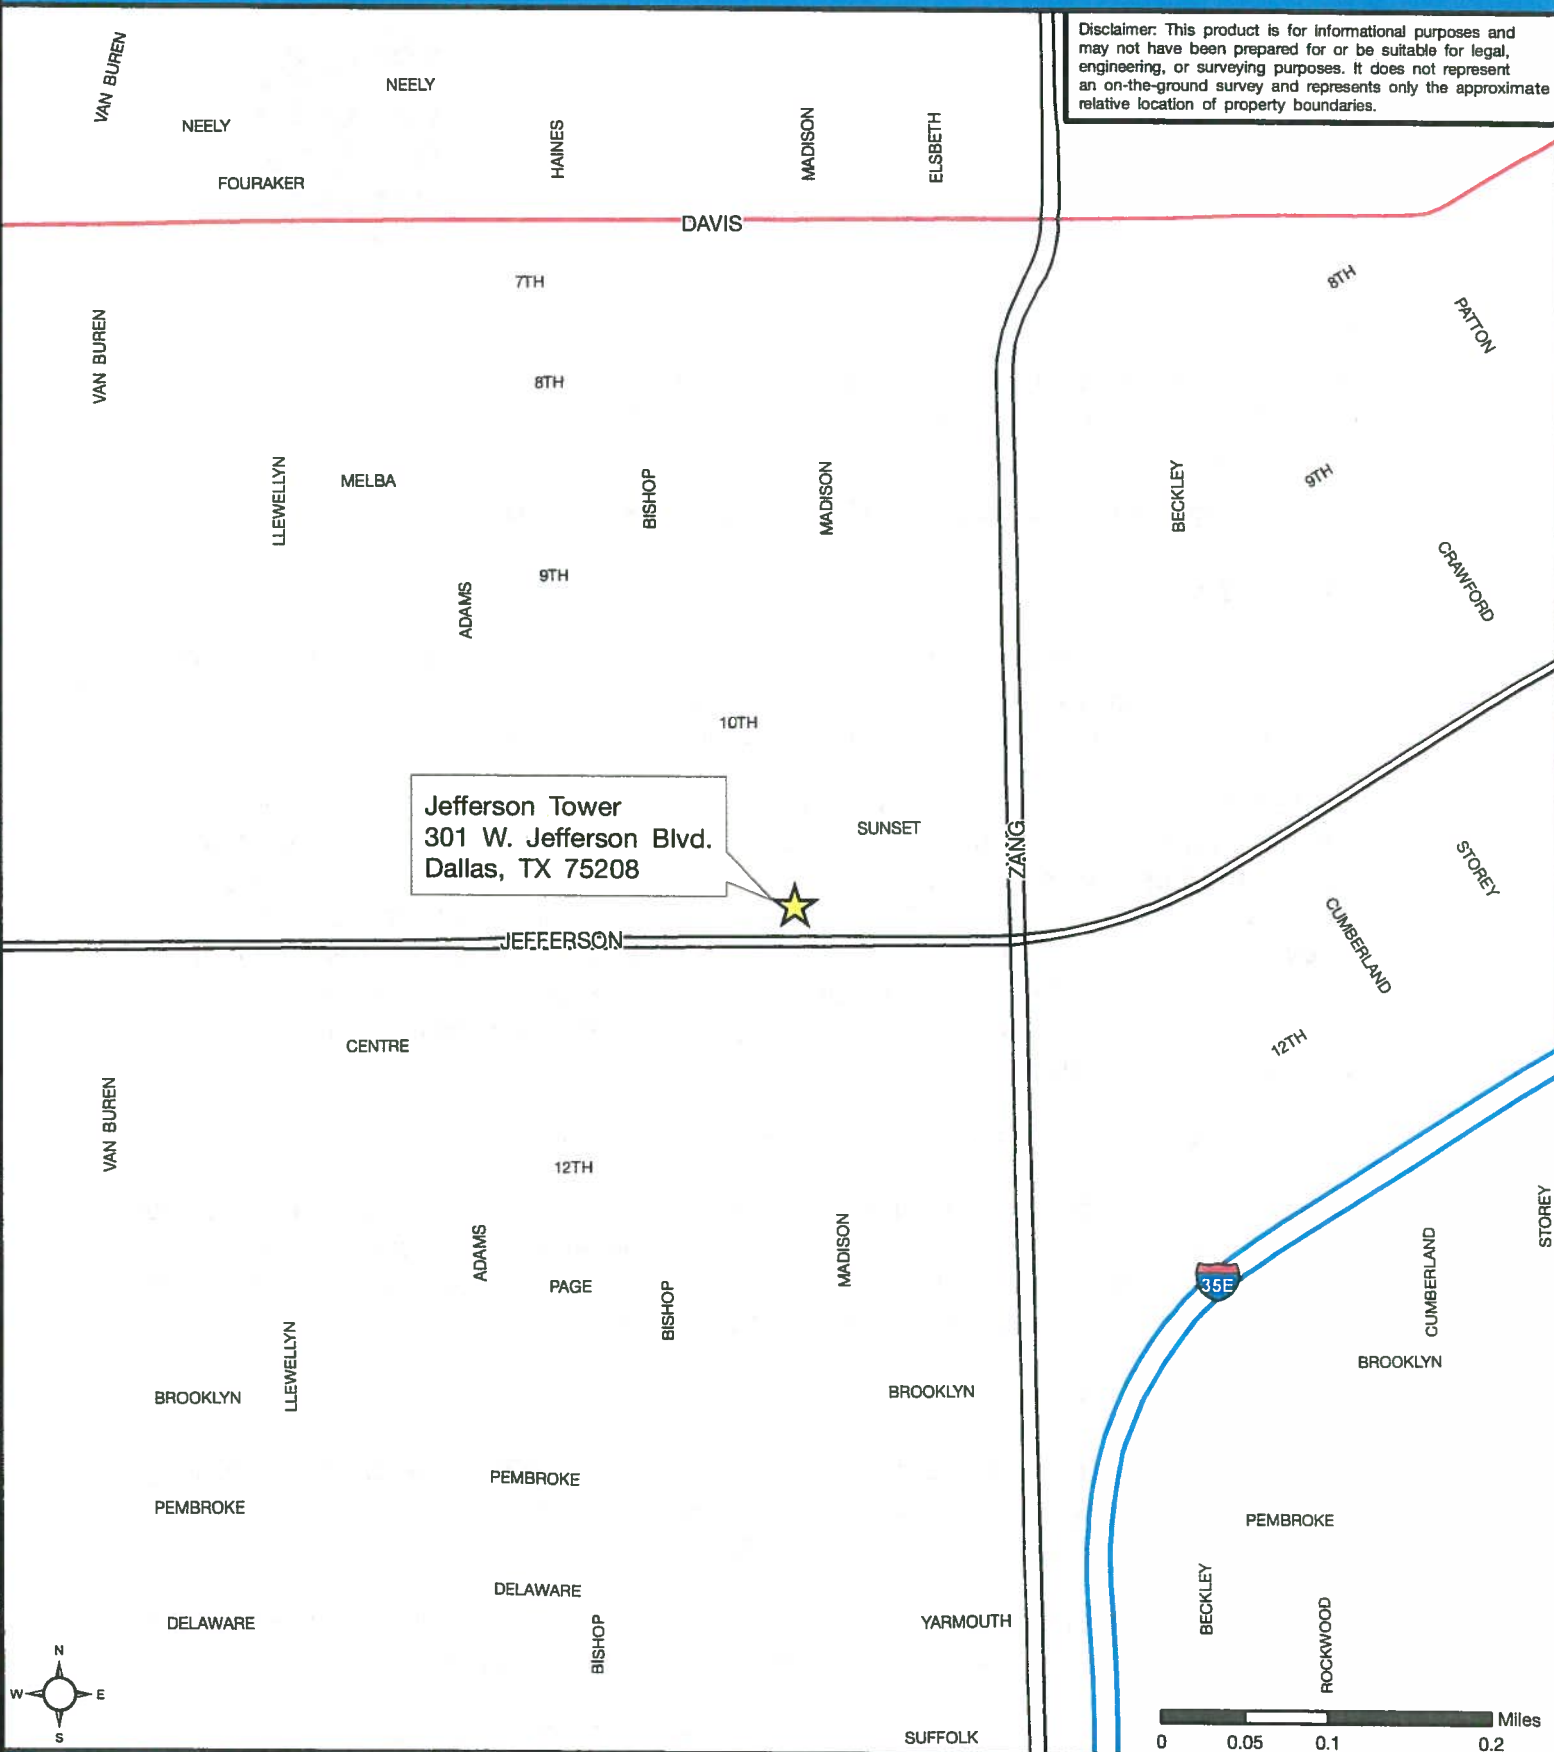 Disclaimer: This product is for informational purposes and
may not have been prepared for or be suitable for legal,
engineering, or surveying purposes. It does not represent
an on-the-ground survey and represents only the approximate
relative location of property boundaries.
VAN BUREN
NEELY
NEELY
HAINES
MADISON
ELSBETH
FOURAKER
DAVIS
7TH
8TH
PATTON
VAN BUREN
8TH
LLEWELLYN
MELBA
BISHOP
MADISON
BECKLEY
9TH
9TH
ADAMS
CRAWFORD
10TH
Jefferson Tower
301 W. Jefferson Blvd.
Dallas, TX 75208
SUNSET
ZANG
STOREY
CUMBERLAND
JEFFERSON
CENTRE
12TH
VAN BUREN
12TH
ADAMS
MADISON
STOREY
PAGE
BISHOP
35E
CUMBERLAND
LLEWELLYN
BROOKLYN
BROOKLYN
BROOKLYN
PEMBROKE
PEMBROKE
PEMBROKE
DELAWARE
DELAWARE
BISHOP
YARMOUTH
BECKLEY
ROCKWOOD
N
W E
S
SUFFOLK
Miles
0 0.05 0.1 0.2